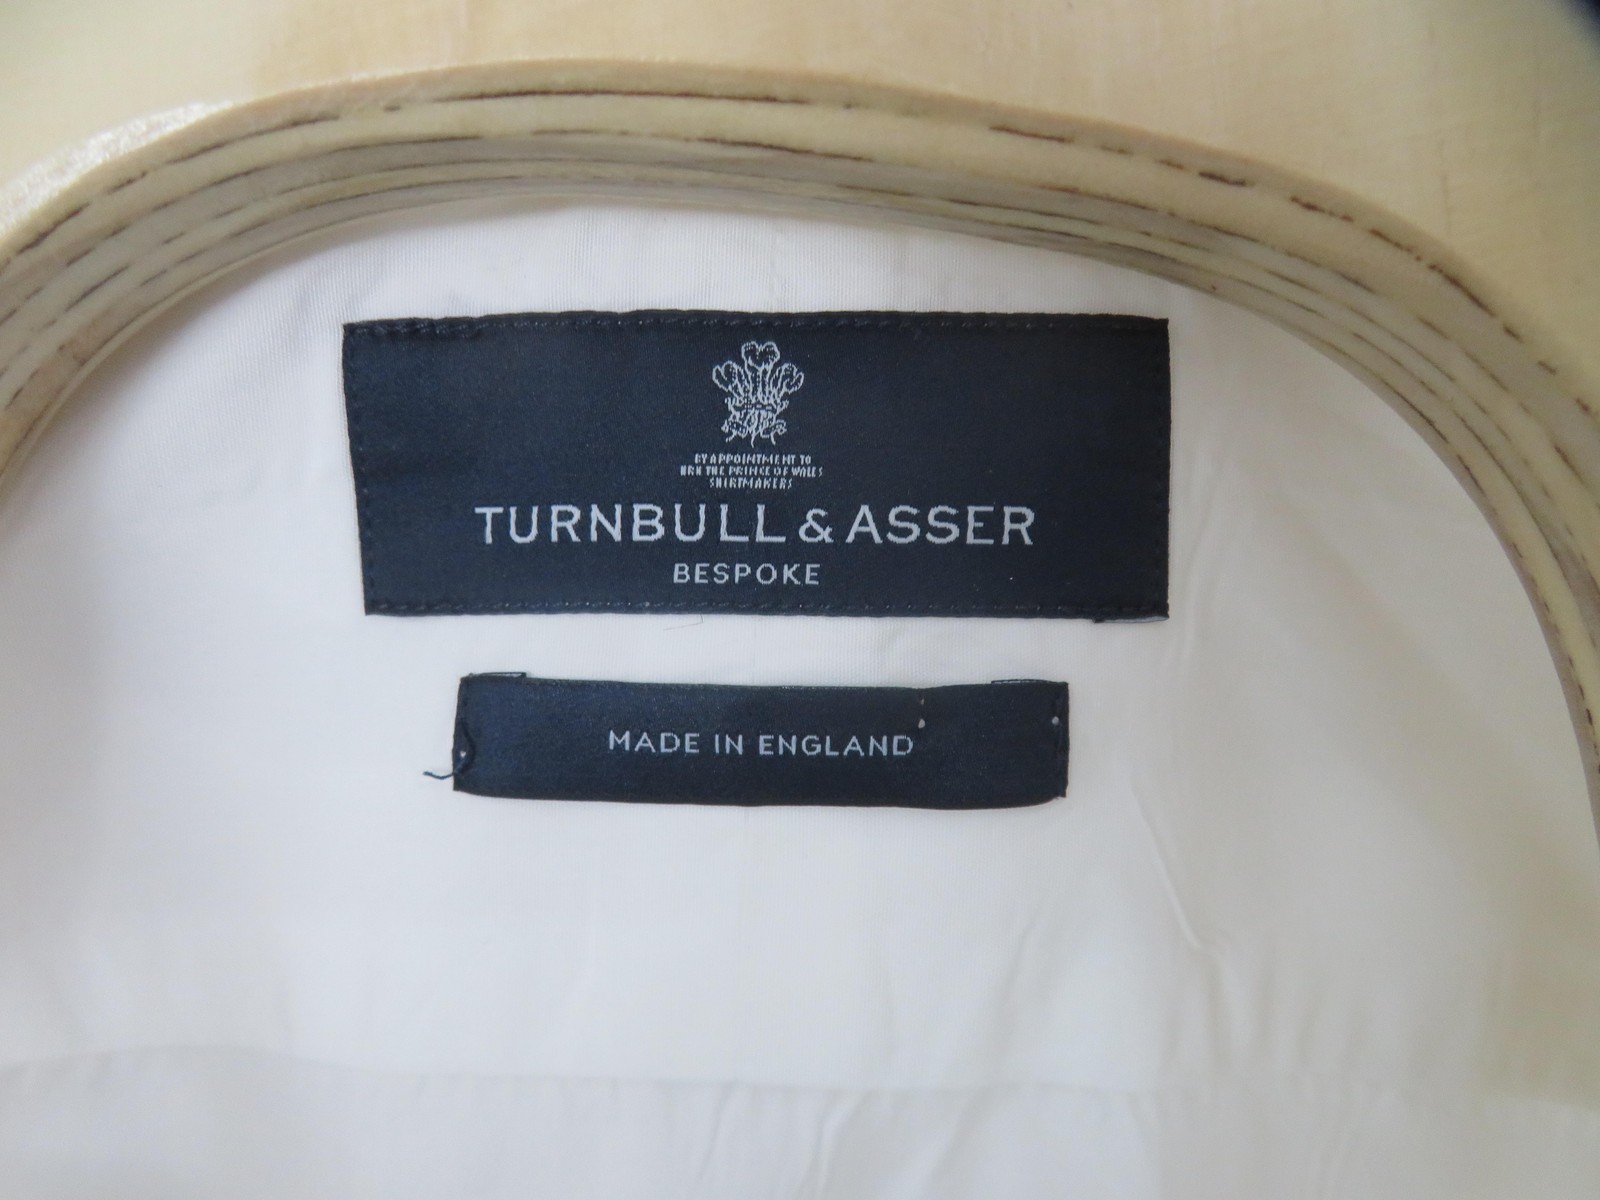 BY APPOINTMENT TO
HRH THE PRINCE OF WALES
SHIRTMAKERS
TURNBULL & ASSER
BESPOKE
MADE IN ENGLAND